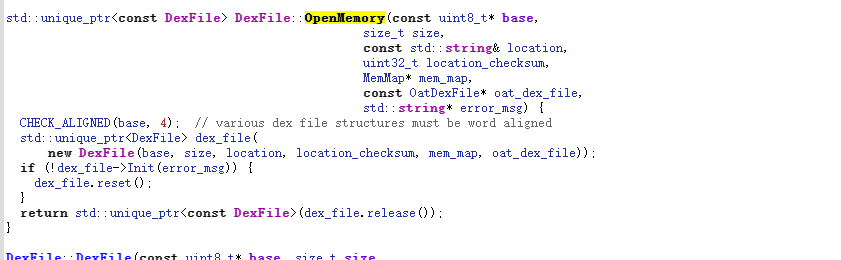 std::unique_ptr<const DexFile> DexFile::OpenMemory(const uint8_t* base,
size_t size,
const std::string& location,
uint32_t location_checksum,
MemMap* mem_map,
const OatDexFile* oat_dex_file,
std::string* error_msg) {
CHECK_ALIGNED(base, 4);  // various dex file structures must be word aligned
std::unique_ptr<DexFile> dex_file(
new DexFile(base, size, location, location_checksum, mem_map, oat_dex_file));
if (!dex_file->Init(error_msg)) {
dex_file.reset();
}
return std::unique_ptr<const DexFile>(dex_file.release());
}
DexFile::DexFile(const uint8_t* base, size_t size,